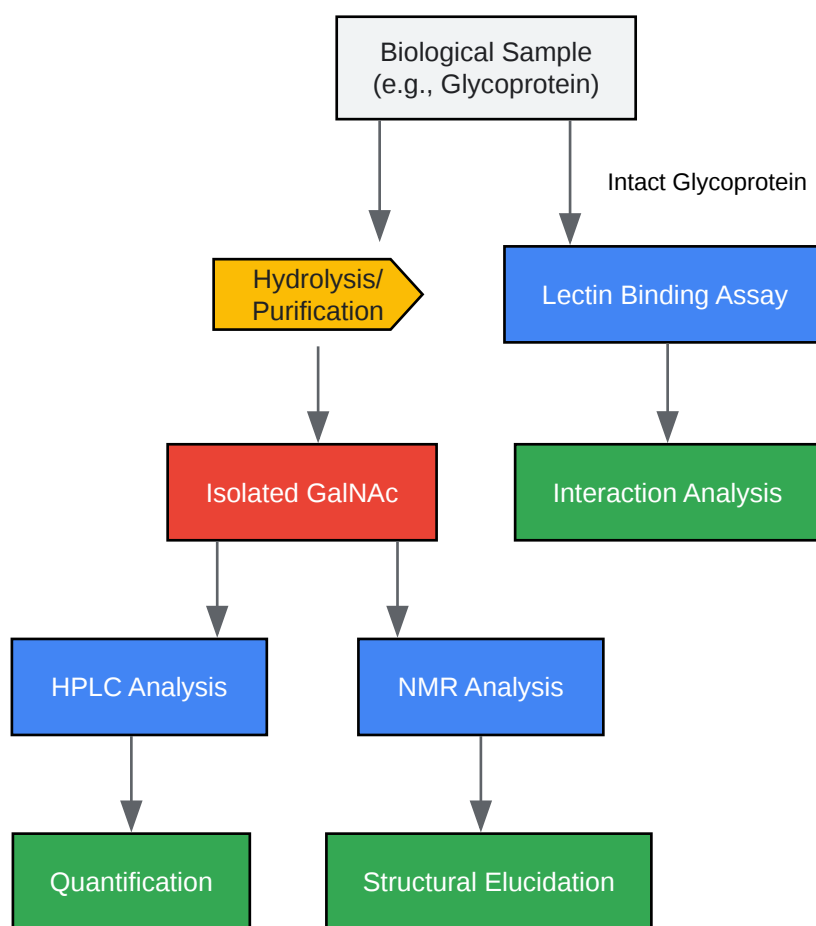 Biological Sample
(e.g., Glycoprotein)
Intact Glycoprotein
Hydrolysis/
Purification
Lectin Binding Assay
Isolated GalNAc
Interaction Analysis
HPLC Analysis
NMR Analysis
Quantification
Structural Elucidation